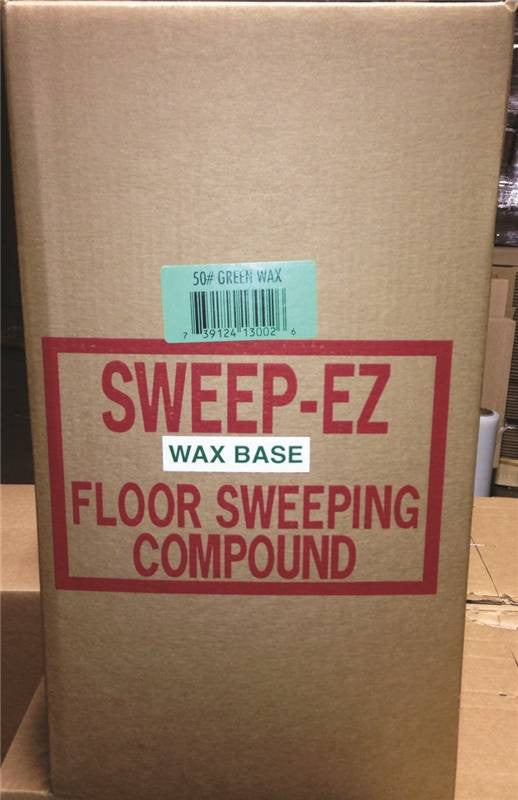 50# GREEN WAX
7 39124 13002 6
SWEEP-EZ
WAX BASE
FLOOR SWEEPING
COMPOUND